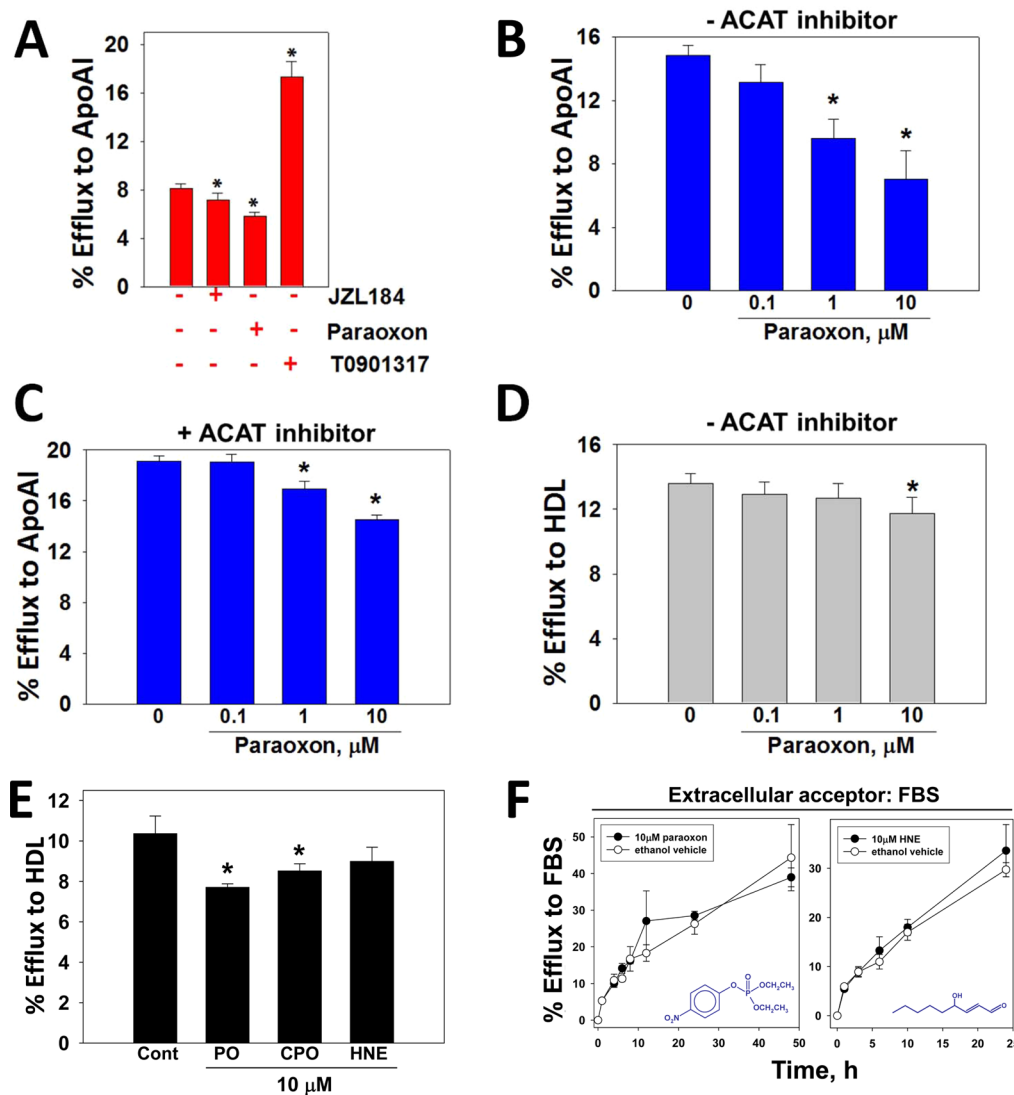 A
% Efflux to ApoAI
20
16
12
8
4
0
*
*
*
- + - - JZL184
- - + - Paraoxon
- - - + T0901317
B
- ACAT inhibitor
% Efflux to ApoAI
16
12
8
4
0
*
*
0 0.1 1 10
Paraoxon, µM
C
+ ACAT inhibitor
% Efflux to ApoAI
20
16
12
8
4
0
*
*
0 0.1 1 10
Paraoxon, µM
D
- ACAT inhibitor
% Efflux to HDL
16
12
8
4
0
*
0 0.1 1 10
Paraoxon, µM
E
% Efflux to HDL
12
10
8
6
4
2
0
*
*
Cont PO CPO HNE
10 µM
F
Extracellular acceptor: FBS
% Efflux to FBS
50
40
30
20
10
0
10µM paraoxon
ethanol vehicle
O
O P OCH₂CH₃
OCH₂CH₃
O₂N
0 10 20 30 40 50
30
20
10
0
10µM HNE
ethanol vehicle
OH
O
0 5 10 15 20 25
Time, h